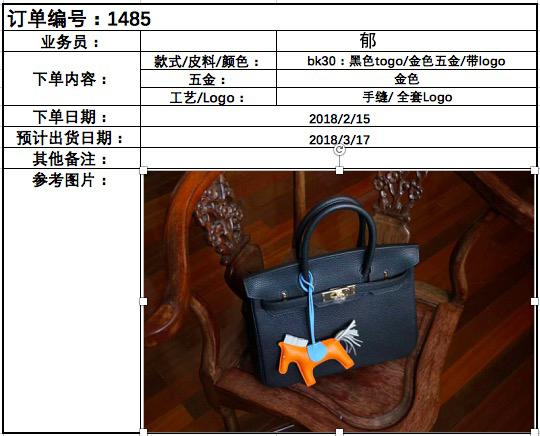 订单编号：1485
业务员：
郁
下单内容：
款式/皮料/颜色：
bk30：黑色togo/金色五金/带logo
五金：
金色
工艺/Logo：
手缝/ 全套Logo
下单日期：
2018/2/15
预计出货日期：
2018/3/17
其他备注：
参考图片：